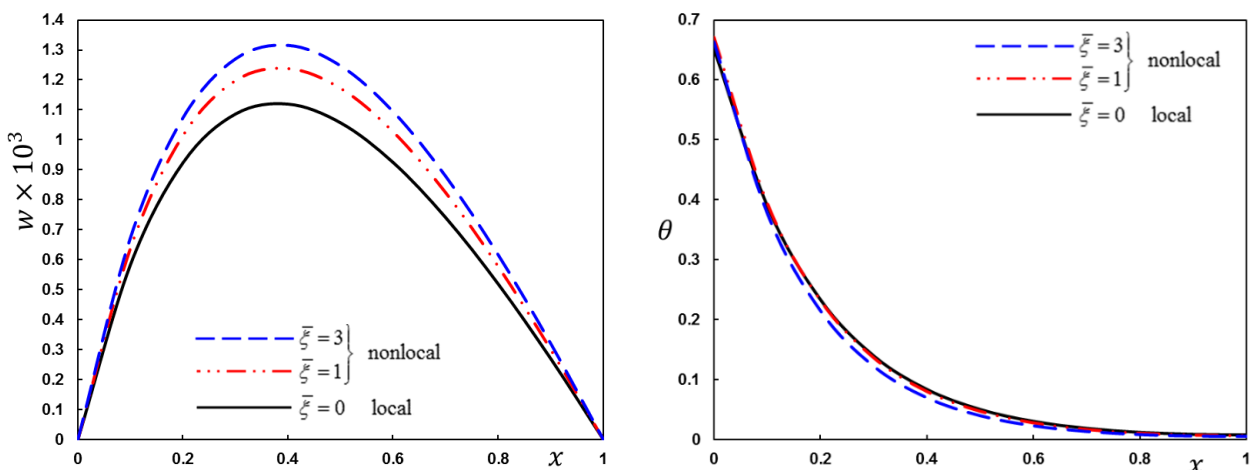 1.4
1.3
1.2
1.1
1
0.9
0.8
0.7
0.6
0.5
0.4
0.3
0.2
0.1
0
w × 10³
ξ̅ = 3
ξ̅ = 1
nonlocal
ξ̅ = 0 local
0 0.2 0.4 0.6 0.8 1
x
0.7
0.6
0.5
0.4
0.3
0.2
0.1
0
θ
ξ̅ = 3
ξ̅ = 1
nonlocal
ξ̅ = 0 local
0 0.2 0.4 0.6 0.8 1
x